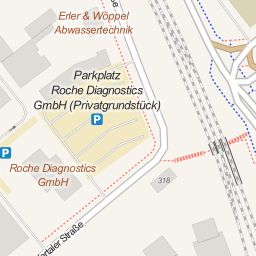 Erler & Wöppel
Abwassertechnik
Parkplatz
Roche Diagnostics
GmbH (Privatgrundstück)
P
P
Roche Diagnostics
GmbH
318
Straße